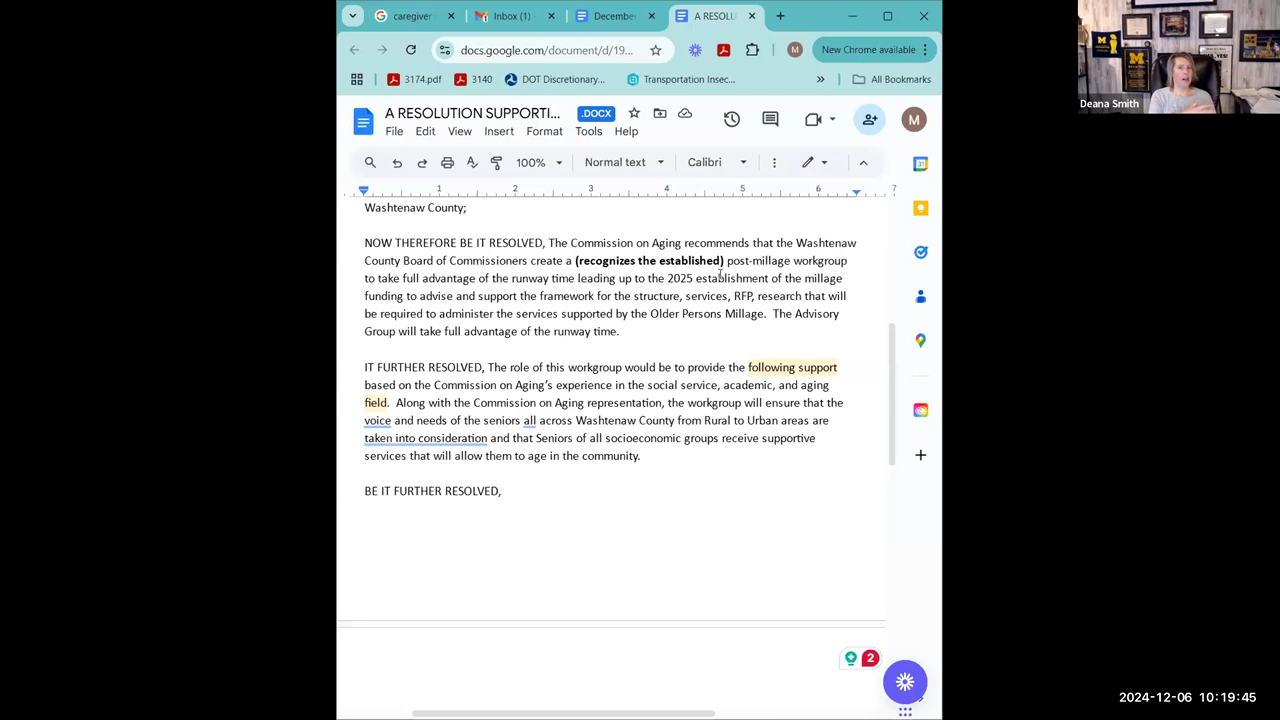 caregiver
Inbox (1)
December
A RESOLU
docs.google.com/document/d/19...
M
New Chrome available
3174.pdf
3140
DOT Discretionary...
Transportation Insec...
»
All Bookmarks
Deana Smith
A RESOLUTION SUPPORTI...
.DOCX
M
File Edit View Insert Format Tools Help
100%
Normal text
Calibri
1 2 3 4 5 6 7
Washtenaw County;
NOW THEREFORE BE IT RESOLVED, The Commission on Aging recommends that the Washtenaw
County Board of Commissioners create a (recognizes the established) post-millage workgroup
to take full advantage of the runway time leading up to the 2025 establishment of the millage
funding to advise and support the framework for the structure, services, RFP, research that will
be required to administer the services supported by the Older Persons Millage. The Advisory
Group will take full advantage of the runway time.
IT FURTHER RESOLVED, The role of this workgroup would be to provide the following support
based on the Commission on Aging’s experience in the social service, academic, and aging
field. Along with the Commission on Aging representation, the workgroup will ensure that the
voice and needs of the seniors all across Washtenaw County from Rural to Urban areas are
taken into consideration and that Seniors of all socioeconomic groups receive supportive
services that will allow them to age in the community.
BE IT FURTHER RESOLVED,
2
2024-12-06 10:19:45